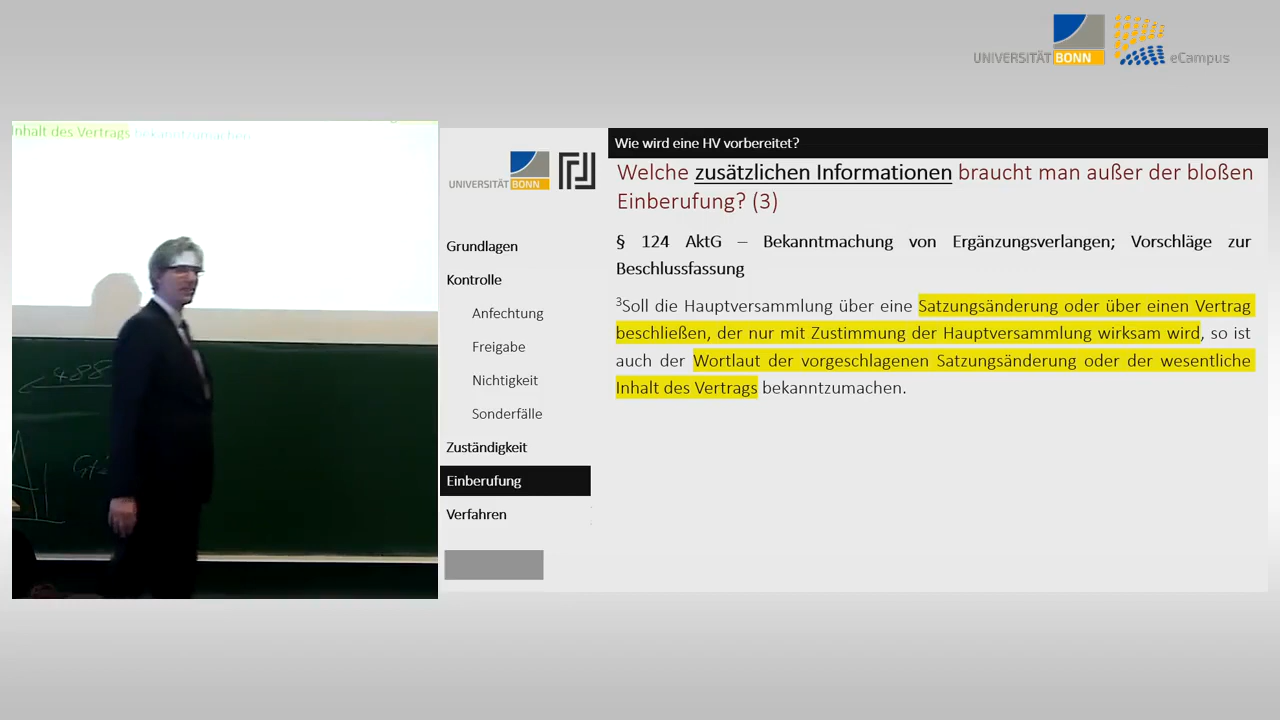 UNIVERSITÄT BONN
eCampus
Inhalt des Vertrags bekanntzumachen
488
UNIVERSITÄT BONN
Grundlagen
Kontrolle
Anfechtung
Freigabe
Nichtigkeit
Sonderfälle
Zuständigkeit
Einberufung
Verfahren
Wie wird eine HV vorbereitet?
Welche zusätzlichen Informationen braucht man außer der bloßen
Einberufung? (3)
§ 124 AktG – Bekanntmachung von Ergänzungsverlangen; Vorschläge zur
Beschlussfassung
³Soll die Hauptversammlung über eine Satzungsänderung oder über einen Vertrag
beschließen, der nur mit Zustimmung der Hauptversammlung wirksam wird, so ist
auch der Wortlaut der vorgeschlagenen Satzungsänderung oder der wesentliche
Inhalt des Vertrags bekanntzumachen.